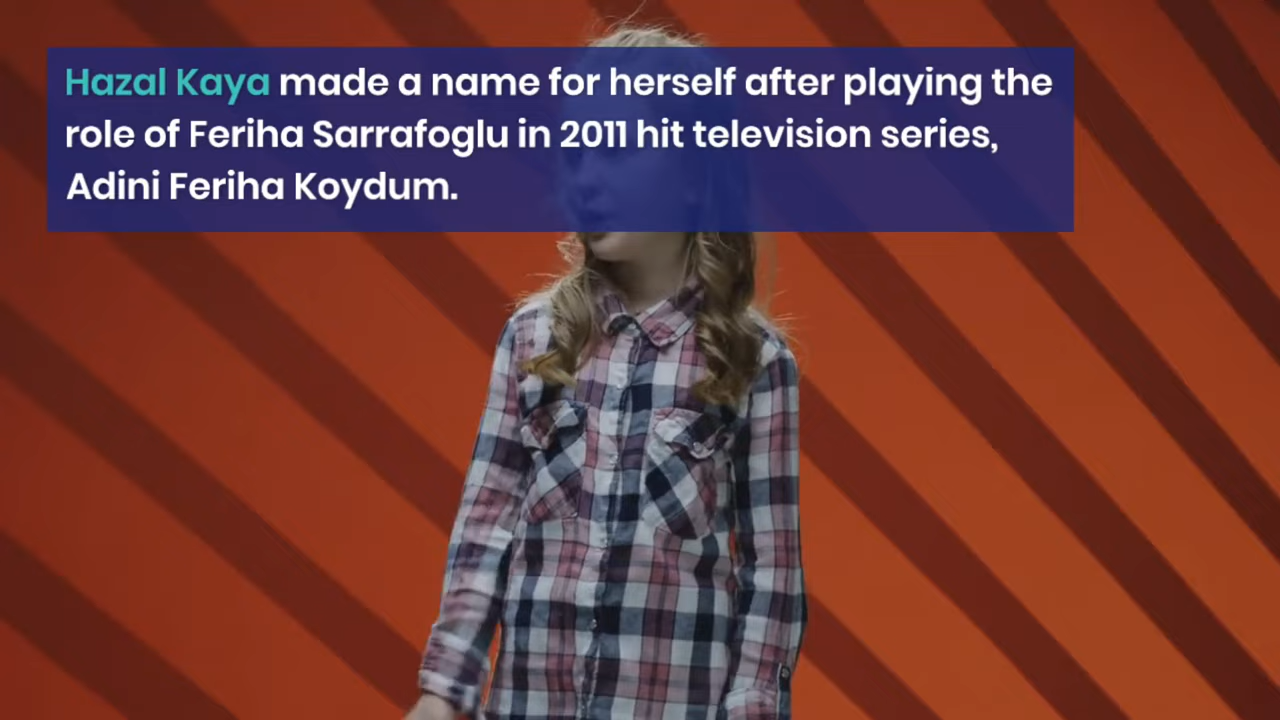 Hazal Kaya made a name for herself after playing the
role of Feriha Sarrafoglu in 2011 hit television series,
Adini Feriha Koydum.